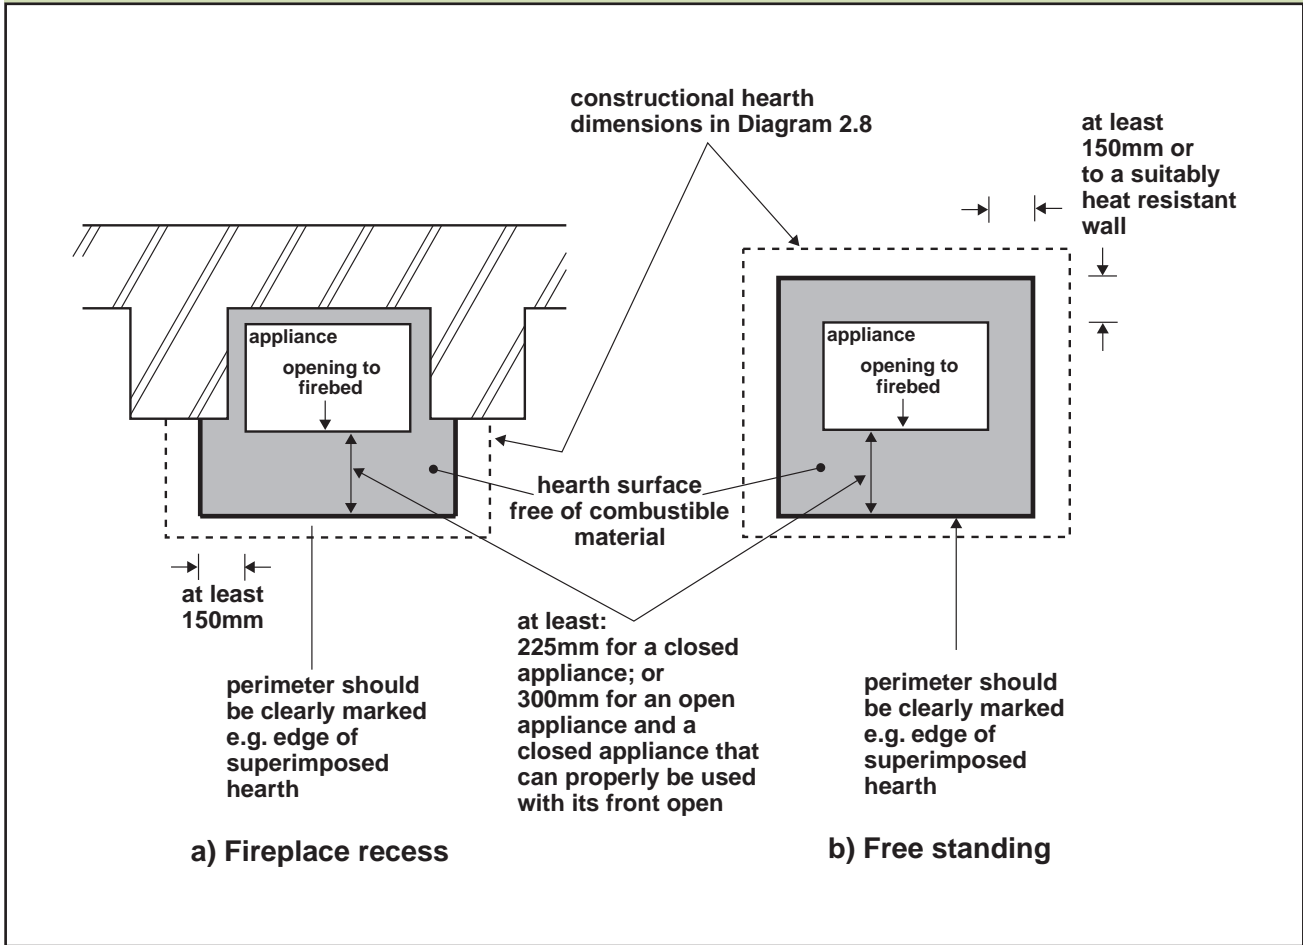 constructional hearth
dimensions in Diagram 2.8
at least
150mm or
to a suitably
heat resistant
wall
appliance
opening to
firebed
appliance
opening to
firebed
hearth surface
free of combustible
material
at least
150mm
at least:
225mm for a closed
appliance; or
300mm for an open
appliance and a
closed appliance that
can properly be used
with its front open
perimeter should
be clearly marked
e.g. edge of
superimposed
hearth
perimeter should
be clearly marked
e.g. edge of
superimposed
hearth
a) Fireplace recess
b) Free standing